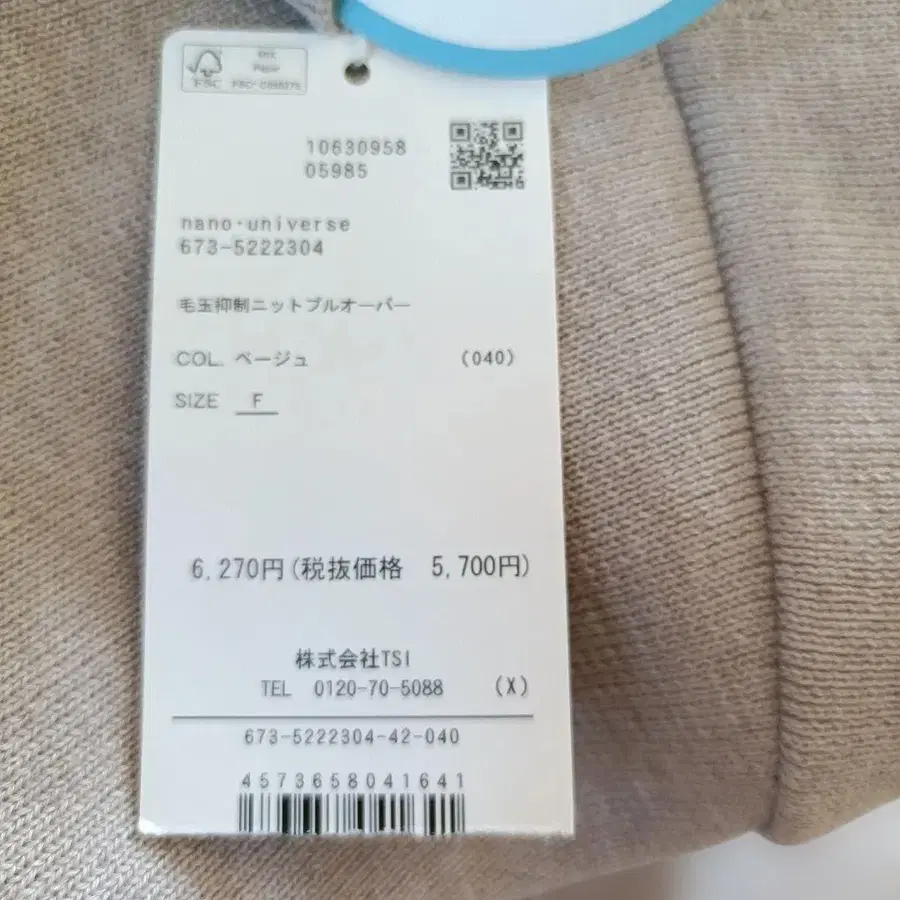 FSC
10630958
05985
nano・universe
673-5222304
毛玉抑制ニットプルオーバー
COL. ベージュ (040)
SIZE F
6,270円(税抜価格 5,700円)
株式会社TSI
TEL 0120-70-5088 (X)
673-5222304-42-040
4573658041641